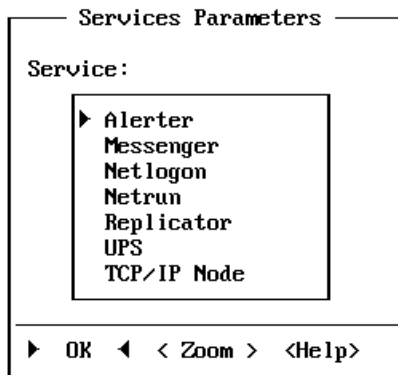 Services Parameters
Service:
Alerter
Messenger
Netlogon
Netrun
Replicator
UPS
TCP/IP Node
OK < Zoom > <Help>